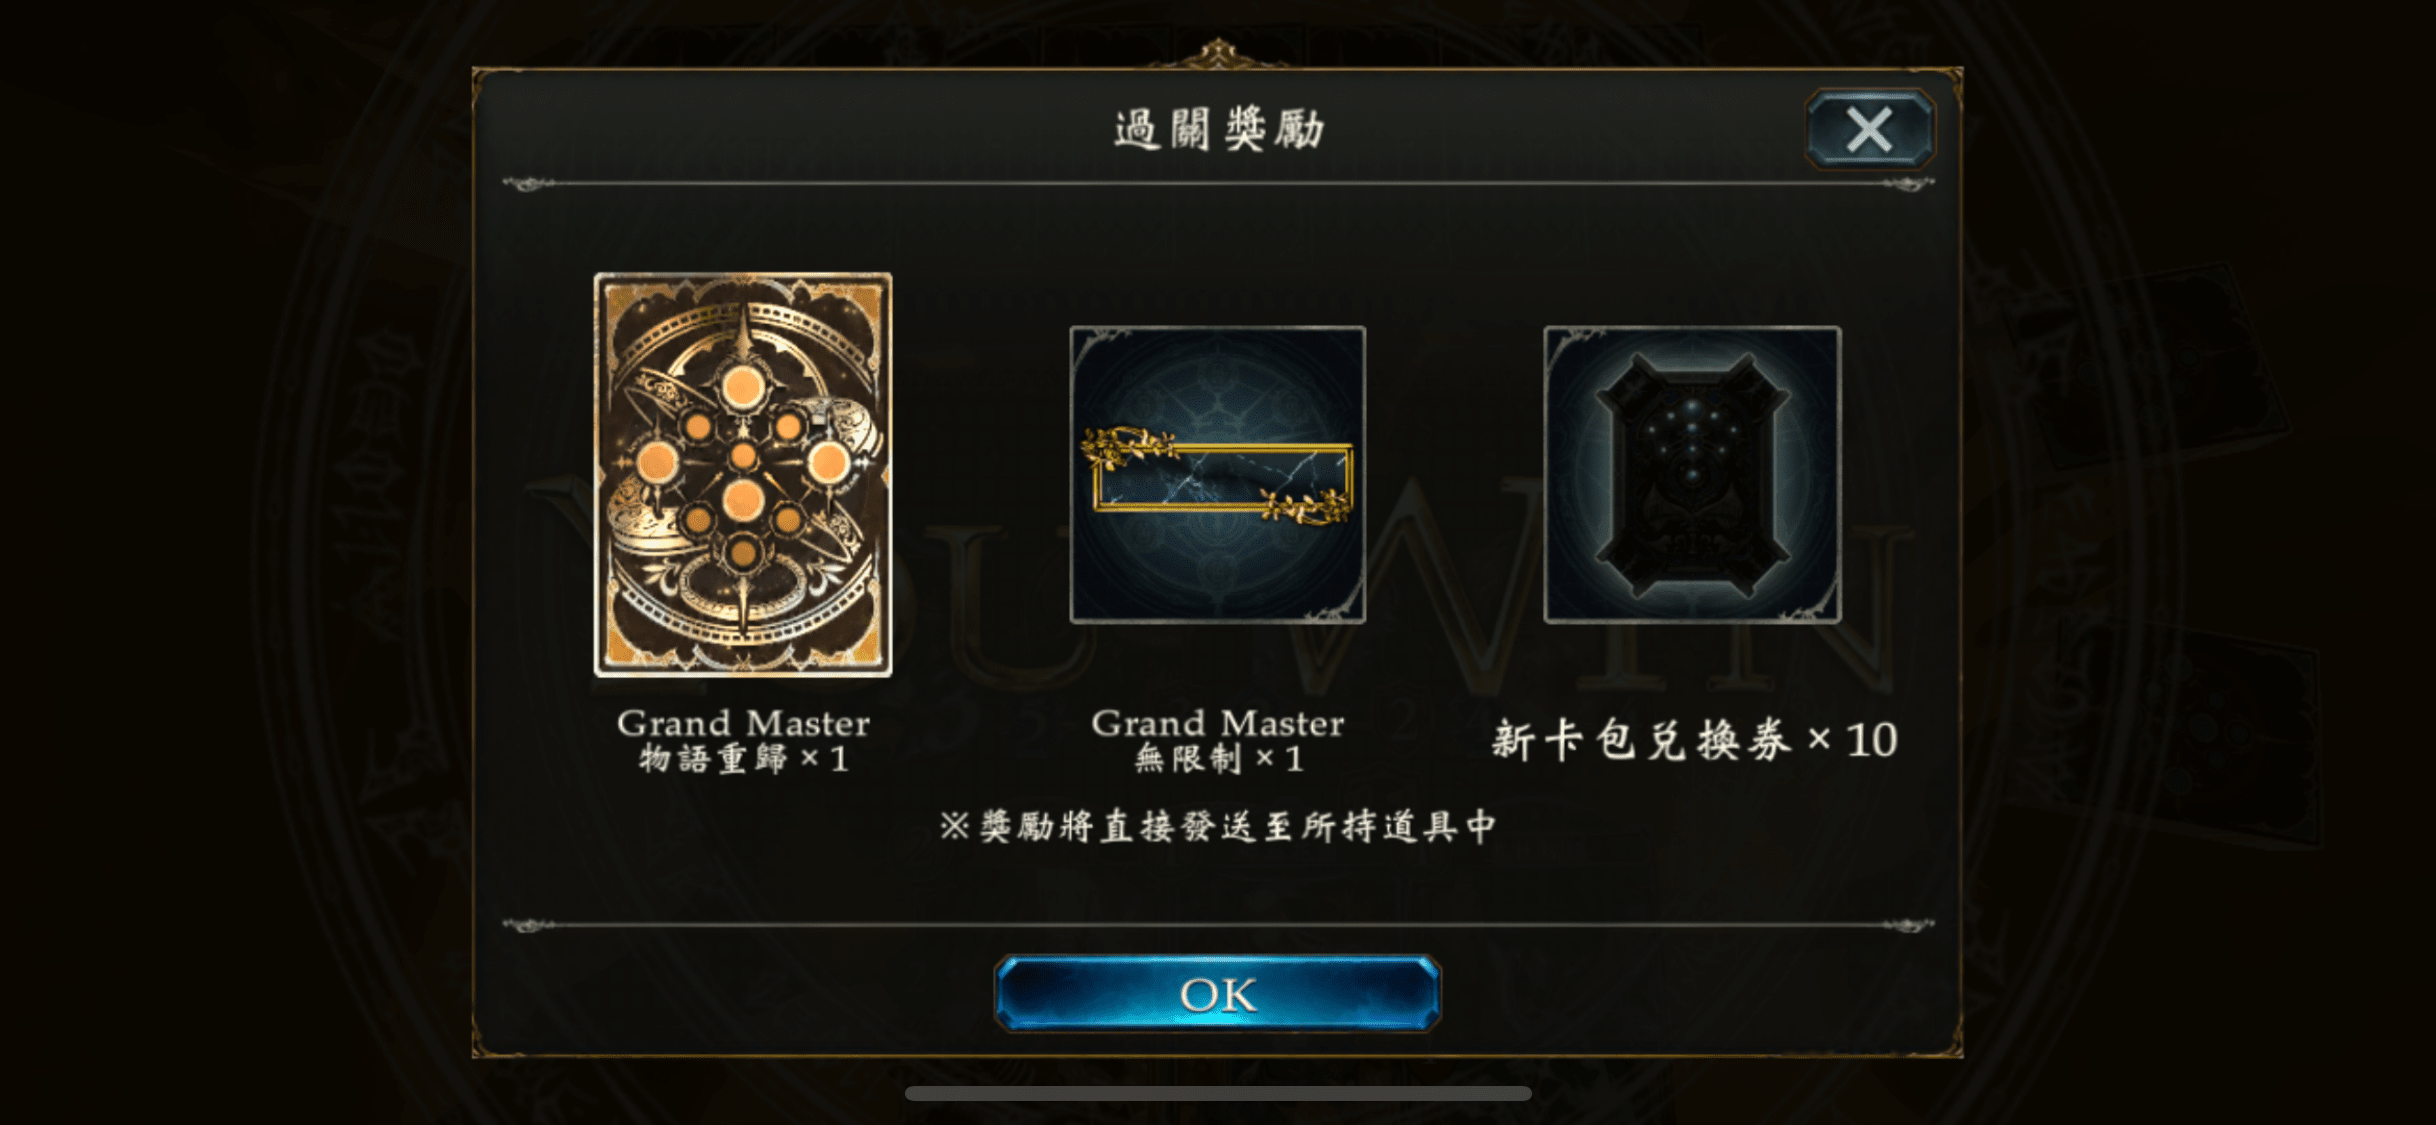 過關獎勵
YOU WIN
Grand Master
物語重歸×1
Grand Master
無限制×1
新卡包兌換券×10
※獎勵將直接發送至所持道具中
OK